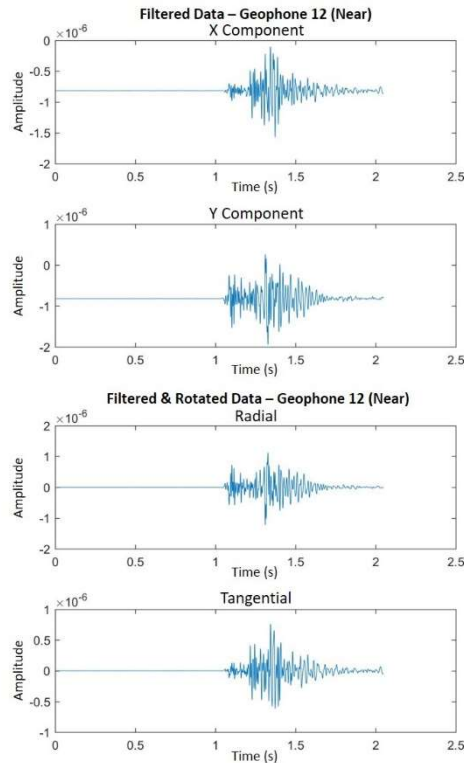 Filtered Data – Geophone 12 (Near)
X Component
×10⁻⁶
0
-0.5
-1
-1.5
-2
Amplitude
0 0.5 1 1.5 2 2.5
Time (s)
Y Component
×10⁻⁶
1
0
-1
-2
Amplitude
0 0.5 1 1.5 2 2.5
Time (s)
Filtered & Rotated Data – Geophone 12 (Near)
Radial
×10⁻⁶
2
1
0
-1
-2
Amplitude
0 0.5 1 1.5 2 2.5
Time (s)
Tangential
×10⁻⁶
1
0.5
0
-0.5
-1
Amplitude
0 0.5 1 1.5 2 2.5
Time (s)